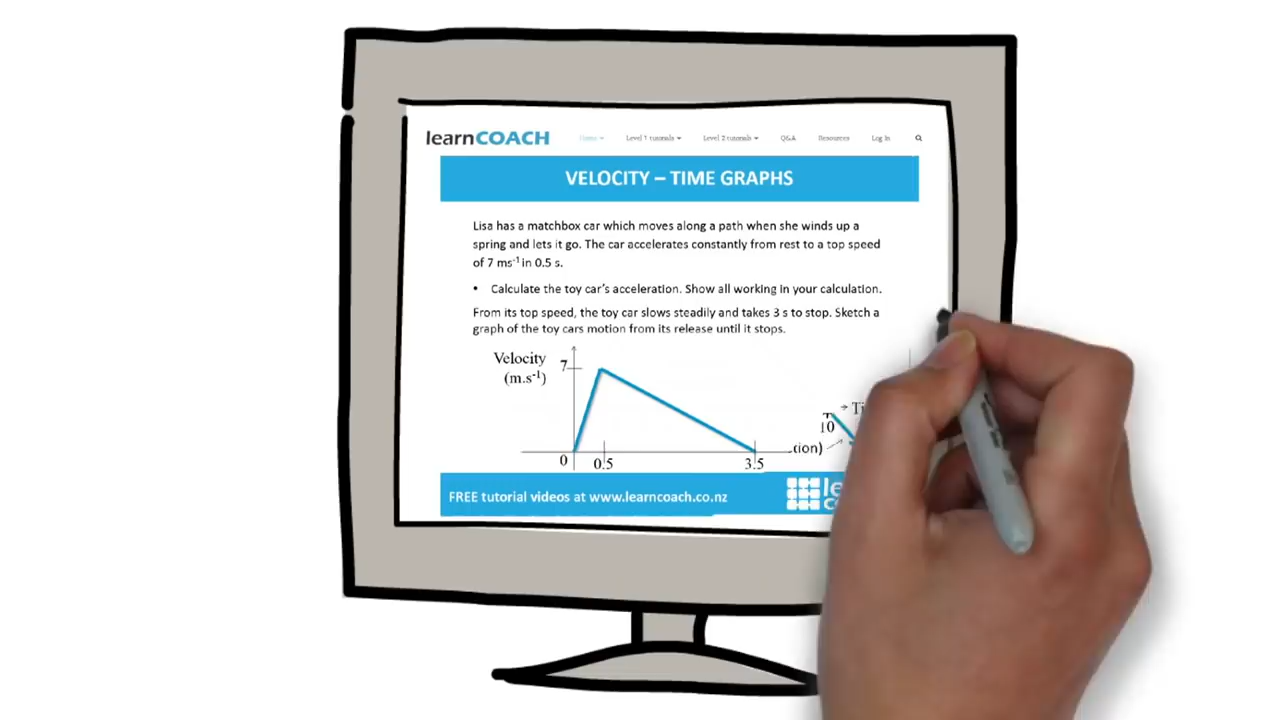 learnCOACH
Home Level 1 tutorials Level 2 tutorials Q&A Resources Log In
VELOCITY – TIME GRAPHS
Lisa has a matchbox car which moves along a path when she winds up a
spring and lets it go. The car accelerates constantly from rest to a top speed
of 7 ms⁻¹ in 0.5 s.
• Calculate the toy car's acceleration. Show all working in your calculation.
From its top speed, the toy car slows steadily and takes 3 s to stop. Sketch a
graph of the toy cars motion from its release until it stops.
Velocity
(m.s⁻¹)
7
0 0.5 3.5
10
FREE tutorial videos at www.learncoach.co.nz